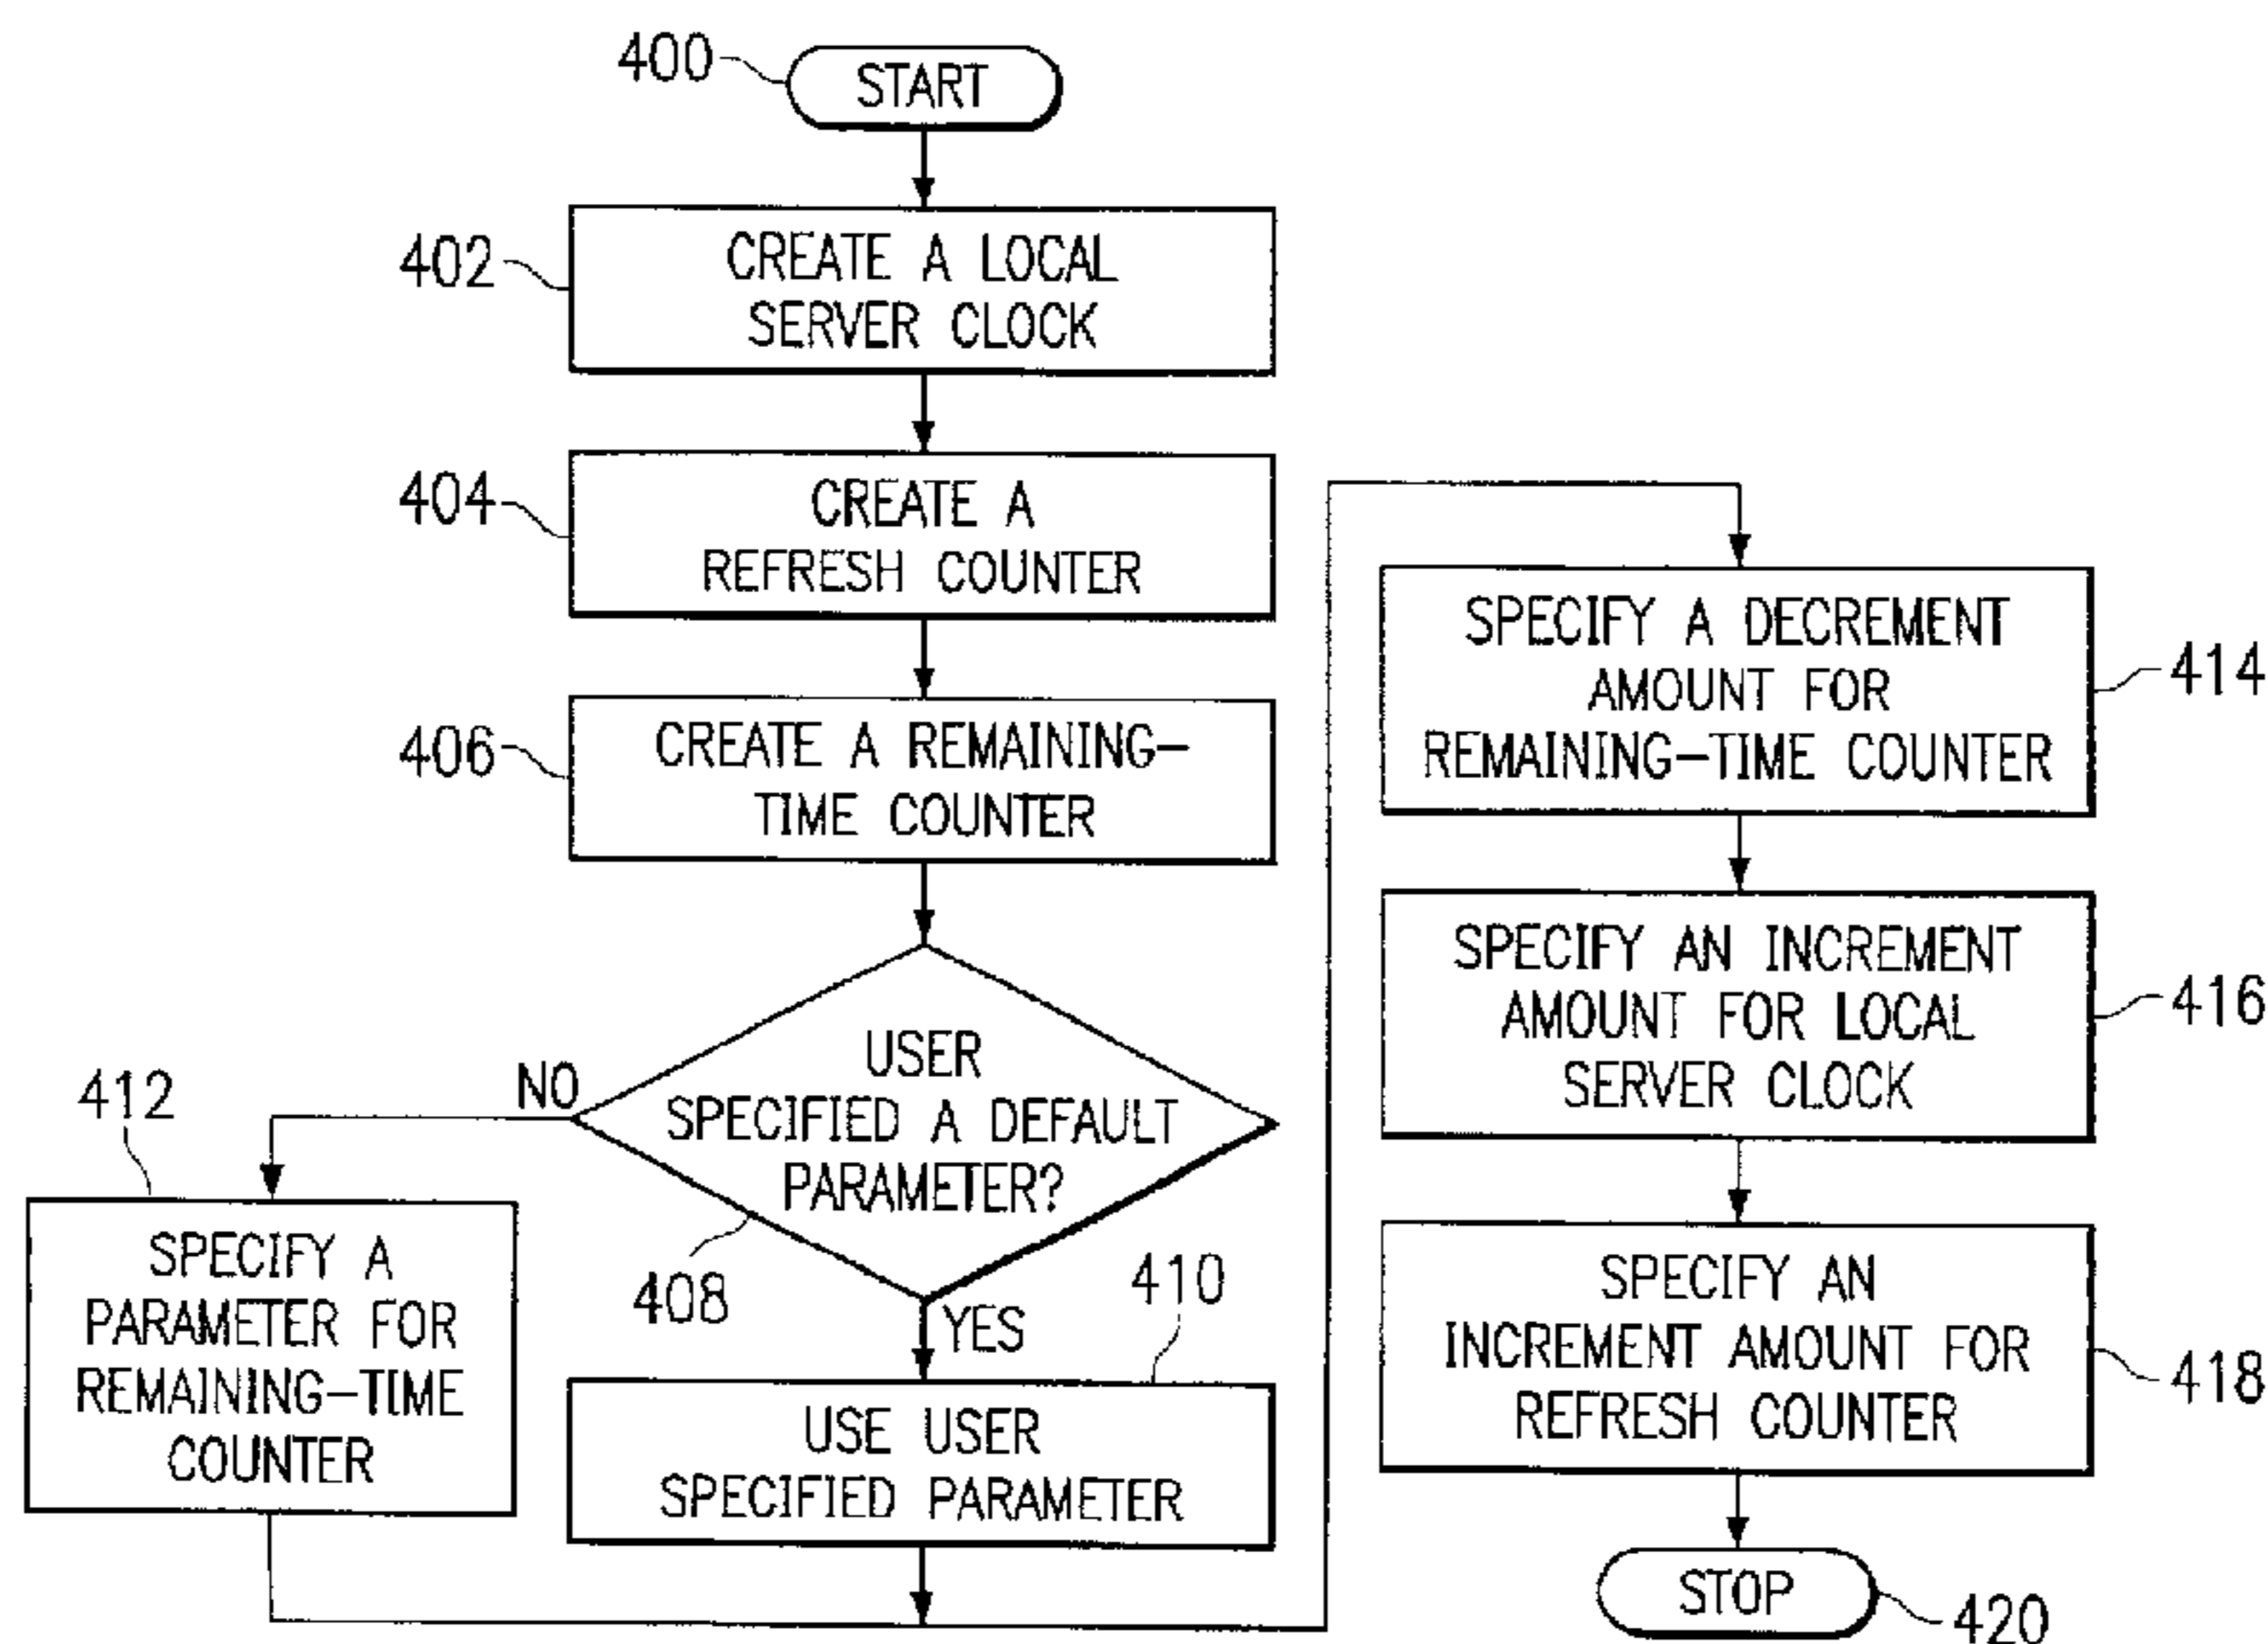 400
START
402
CREATE A LOCAL
SERVER CLOCK
404
CREATE A
REFRESH COUNTER
406
CREATE A REMAINING-
TIME COUNTER
USER
SPECIFIED A DEFAULT
PARAMETER?
408
NO
YES
412
SPECIFY A
PARAMETER FOR
REMAINING-TIME
COUNTER
410
USE USER
SPECIFIED PARAMETER
SPECIFY A DECREMENT
AMOUNT FOR
REMAINING-TIME COUNTER
414
SPECIFY AN INCREMENT
AMOUNT FOR LOCAL
SERVER CLOCK
416
SPECIFY AN
INCREMENT AMOUNT FOR
REFRESH COUNTER
418
STOP
420